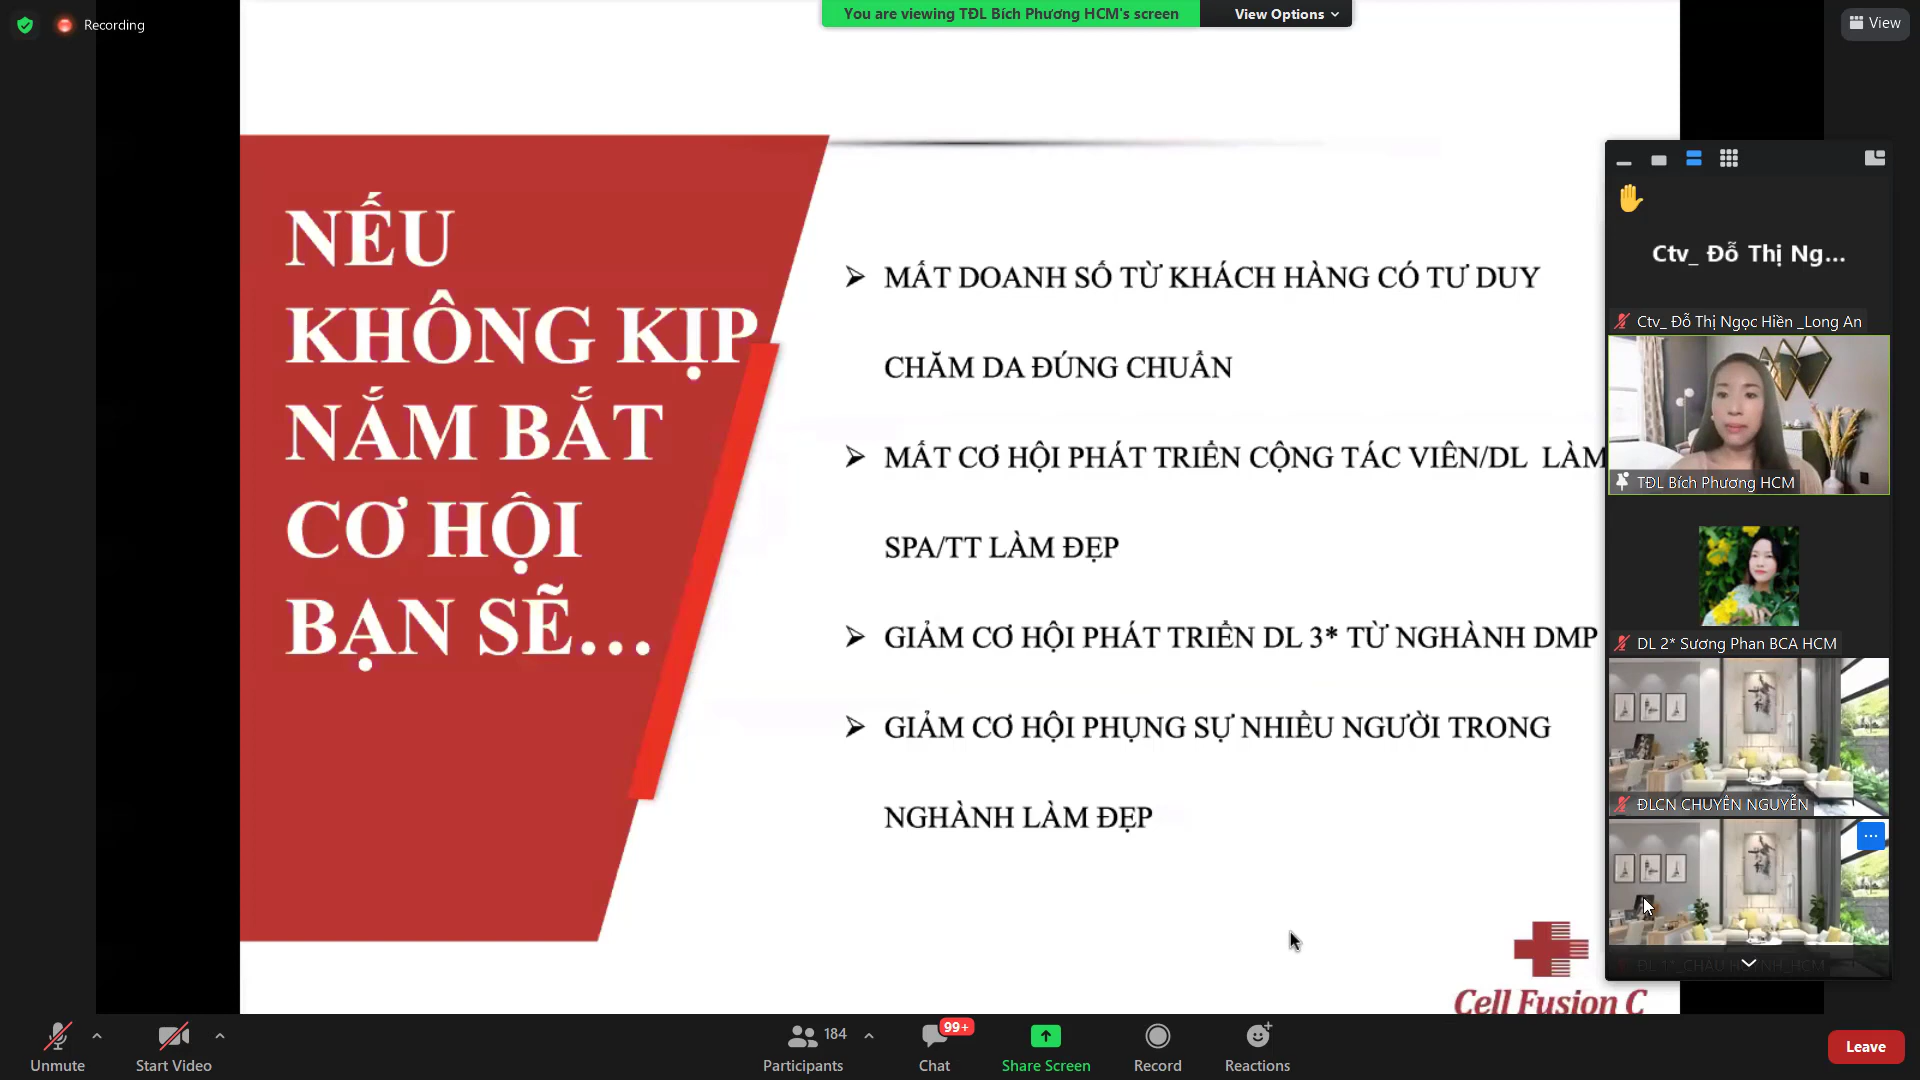 Recording
You are viewing TĐL Bích Phương HCM's screen
View Options
View
NẾU
KHÔNG KỊP
NẮM BẮT
CƠ HỘI
BẠN SẼ...
MẤT DOANH SỐ TỪ KHÁCH HÀNG CÓ TƯ DUY
CHĂM DA ĐÚNG CHUẨN
MẤT CƠ HỘI PHÁT TRIỂN CỘNG TÁC VIÊN/DL LÀM
SPA/TT LÀM ĐẸP
GIẢM CƠ HỘI PHÁT TRIỂN DL 3* TỪ NGHÀNH DMP
GIẢM CƠ HỘI PHỤNG SỰ NHIỀU NGƯỜI TRONG
NGHÀNH LÀM ĐẸP
Cell Fusion C
Ctv_ Đỗ Thị Ng...
Ctv_ Đỗ Thị Ngọc Hiền _Long An
TĐL Bích Phương HCM
DL 2* Sương Phan BCA HCM
ĐLCN CHUYÊN NGUYỄN
ĐL 1*_CHÂU HUỲNH_HCM
Unmute
Start Video
184
Participants
99+
Chat
Share Screen
Record
Reactions
Leave